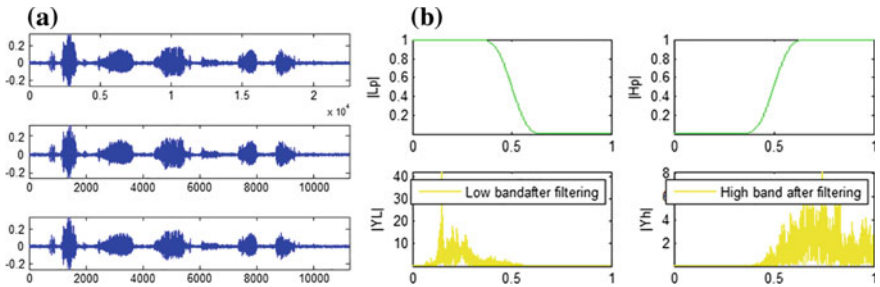 (a)
0.2
0
-0.2
0 0.5 1 1.5 2
x 10⁴
0.2
0
-0.2
0 2000 4000 6000 8000 10000
0.2
0
-0.2
0 2000 4000 6000 8000 10000
(b)
|Lp|
1
0.8
0.6
0.4
0.2
0 0.5 1
|Hp|
1
0.8
0.6
0.4
0.2
0 0.5 1
|YL|
40
30
20
10
Low bandafter filtering
0 0.5 1
|Yh|
8
6
4
2
High band after filtering
0 0.5 1